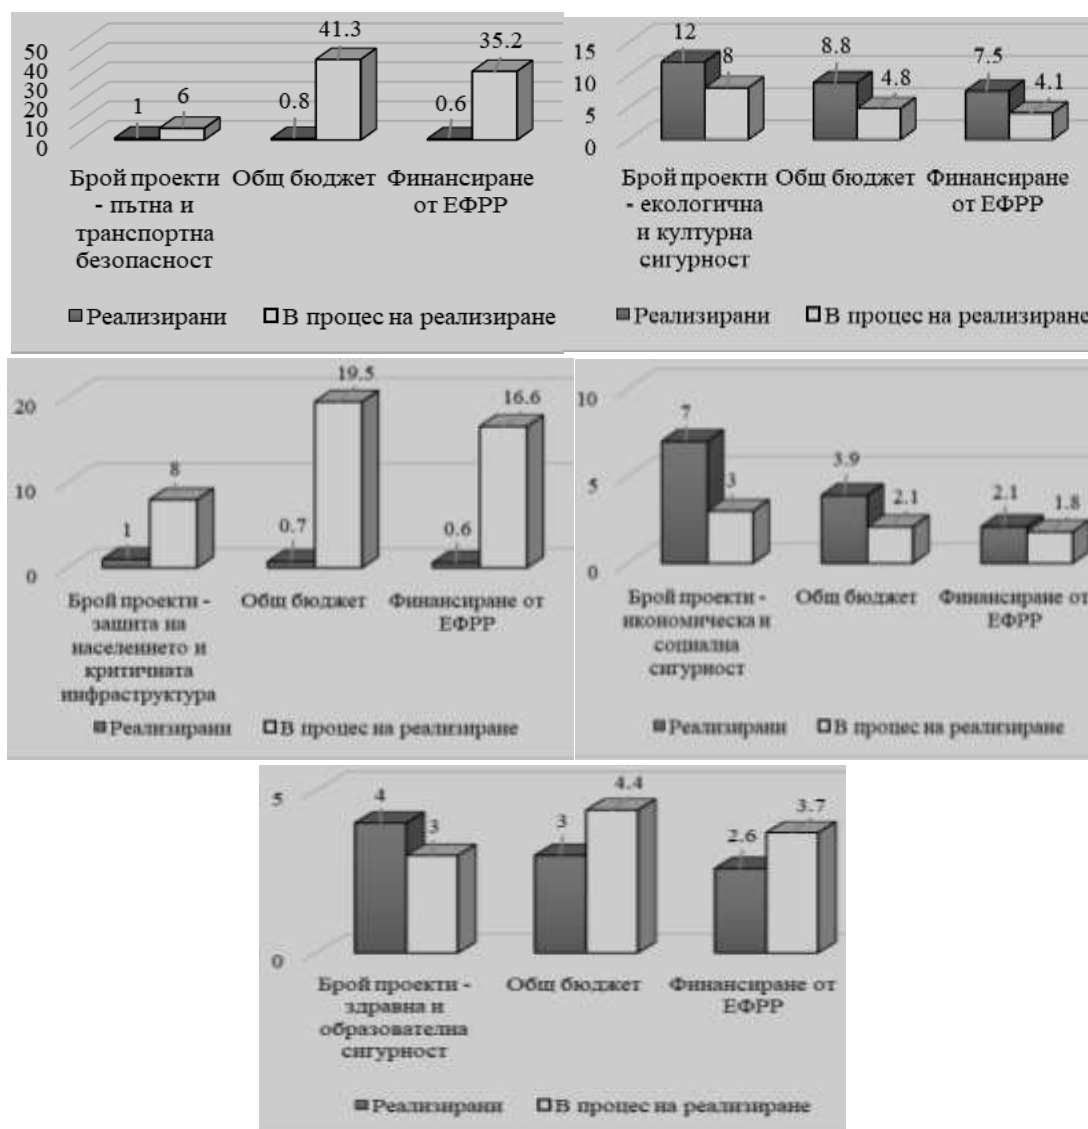 50
40
30
20
10
0
1
6
0.8
41.3
0.6
35.2
Брой проекти
- пътна и
транспортна
безопасност
Общ бюджет
Финансиране
от ЕФРР
Реализирани
В процес на реализиране
15
10
5
0
12
8
8.8
4.8
7.5
4.1
Брой проекти
- екологична
и културна
сигурност
Общ бюджет
Финансиране
от ЕФРР
Реализирани
В процес на реализиране
20
10
0
1
8
0.7
19.5
0.6
16.6
Брой проекти -
защита на
населението и
критичната
инфраструктура
Общ бюджет
Финансиране от
ЕФРР
Реализирани
В процес на реализиране
10
5
0
7
3
3.9
2.1
2.1
1.8
Брой проекти -
икономическа и
социална
сигурност
Общ бюджет
Финансиране от
ЕФРР
Реализирани
В процес на реализиране
5
0
4
3
3
4.4
2.6
3.7
Брой проекти -
здравна и
образователна
сигурност
Общ бюджет
Финансиране от
ЕФРР
Реализирани
В процес на реализиране